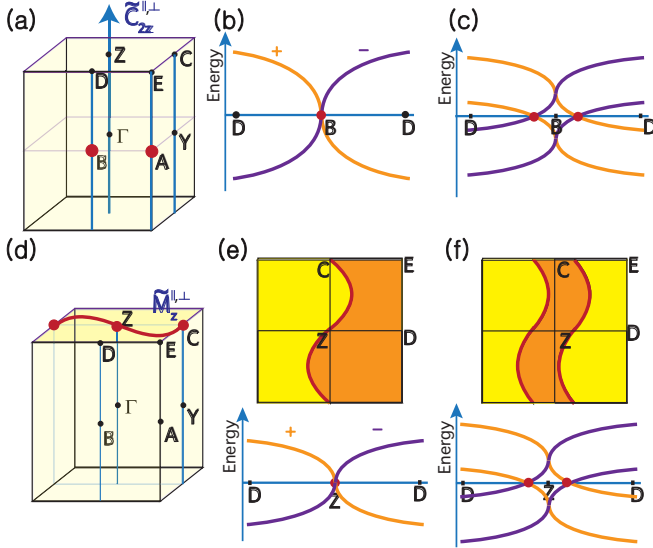 (a)
C̃2z∥,⊥
Z
C
D
E
Γ
Y
B
A
(b)
Energy
+
−
D
B
D
(c)
Energy
D
B
D
(d)
M̃z∥,⊥
Z
C
D
E
Γ
Y
B
A
(e)
C
E
Z
D
Energy
+
−
D
Z
D
(f)
C
E
Z
D
Energy
D
Z
D